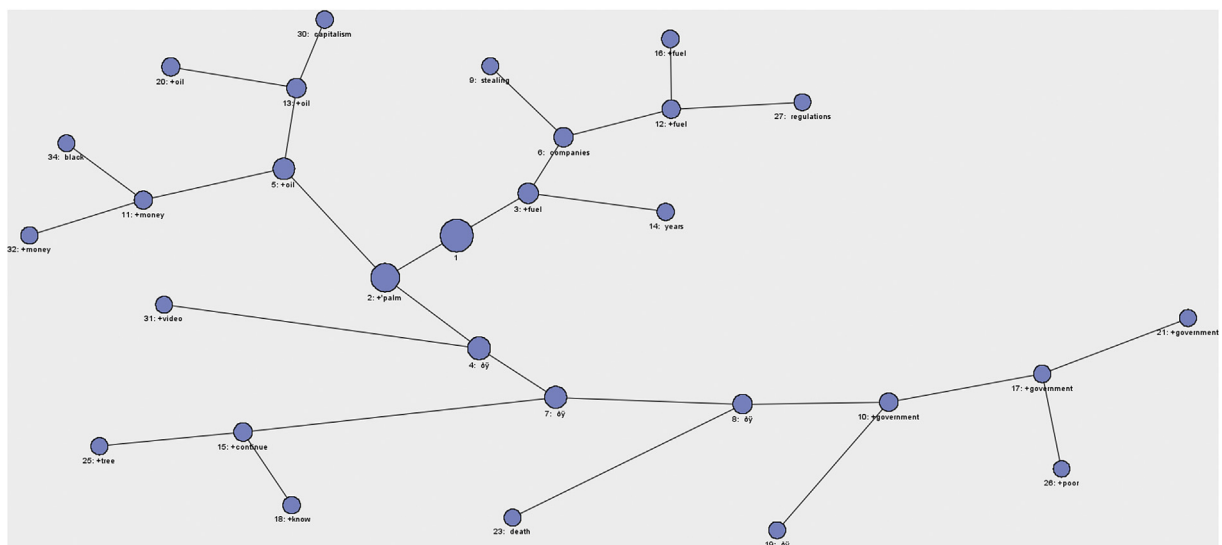 30: capitalism
16: +fuel
20: +oil
9: stealing
13: +oil
27: regulations
12: +fuel
6: companies
34: black
5: +oil
3: +fuel
11: +money
14: years
32: +money
1
2: +'palm
31: +video
21: +government
4: ðÿ
17: +government
7: ðÿ
10: +government
8: ðÿ
15: +continue
25: +tree
26: +poor
18: +know
23: death
19: ðÿ